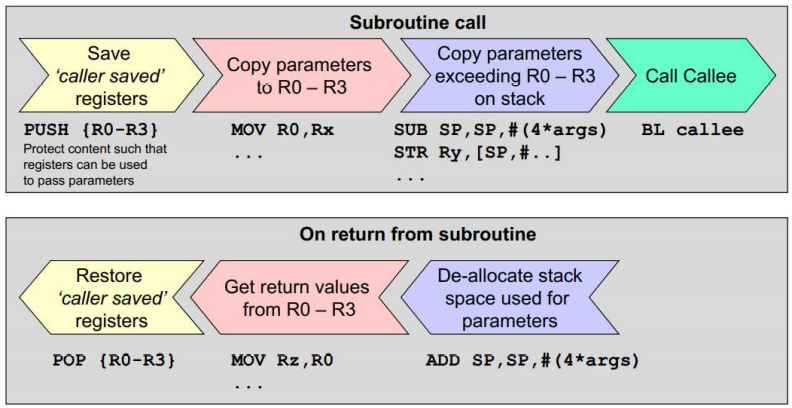 Subroutine call
Save
'caller saved'
registers
Copy parameters
to R0 – R3
Copy parameters
exceeding R0 – R3
on stack
Call Callee
PUSH {R0-R3}
Protect content such that
registers can be used
to pass parameters
MOV R0,Rx
...
SUB SP,SP,#(4*args)
STR Ry,[SP,#..]
...
BL callee
On return from subroutine
Restore
'caller saved'
registers
Get return values
from R0 – R3
De-allocate stack
space used for
parameters
POP {R0-R3}
MOV Rz,R0
...
ADD SP,SP,#(4*args)